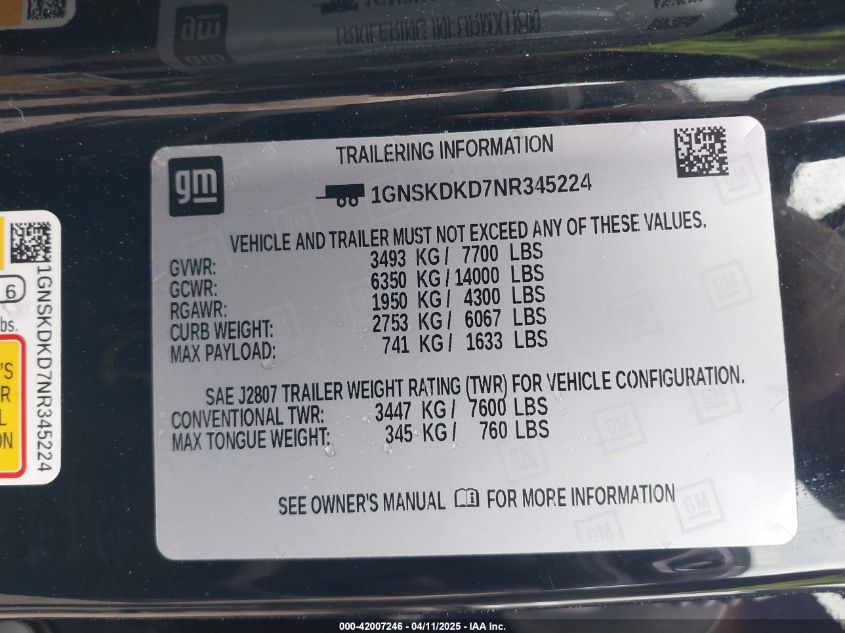 gm
TRAILERING INFORMATION
1GNSKDKD7NR345224
VEHICLE AND TRAILER MUST NOT EXCEED ANY OF THESE VALUES.
GVWR: 3493 KG/ 7700 LBS
GCWR: 6350 KG/14000 LBS
RGAWR: 1950 KG/ 4300 LBS
CURB WEIGHT: 2753 KG/ 6067 LBS
MAX PAYLOAD: 741 KG/ 1633 LBS
SAE J2807 TRAILER WEIGHT RATING (TWR) FOR VEHICLE CONFIGURATION.
CONVENTIONAL TWR: 3447 KG/ 7600 LBS
MAX TONGUE WEIGHT: 345 KG/ 760 LBS
SEE OWNER'S MANUAL FOR MORE INFORMATION
1GNSKDKD7NR345224
6
bs.
'S
R
L
ON
000-42007246 - 04/11/2025 - IAA Inc.